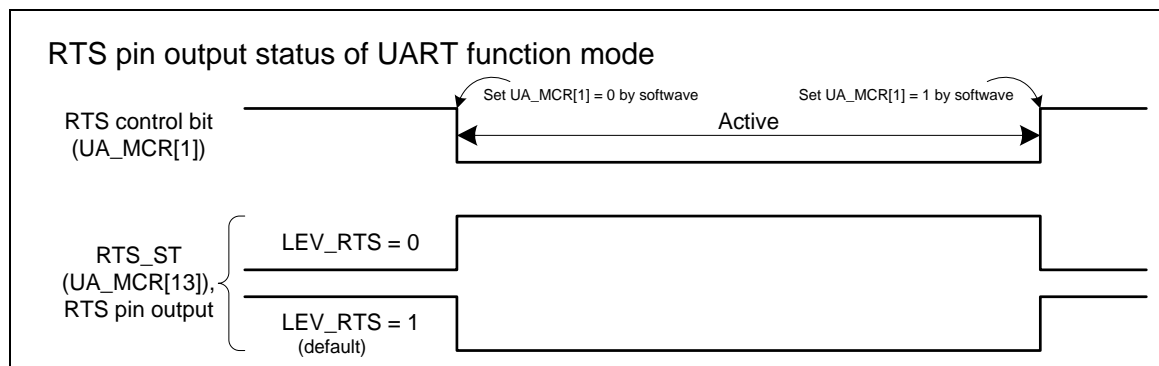 RTS pin output status of UART function mode
Set UA_MCR[1] = 0 by softwave
Set UA_MCR[1] = 1 by softwave
RTS control bit
(UA_MCR[1])
Active
RTS_ST
(UA_MCR[13]),
RTS pin output
LEV_RTS = 0
LEV_RTS = 1
(default)